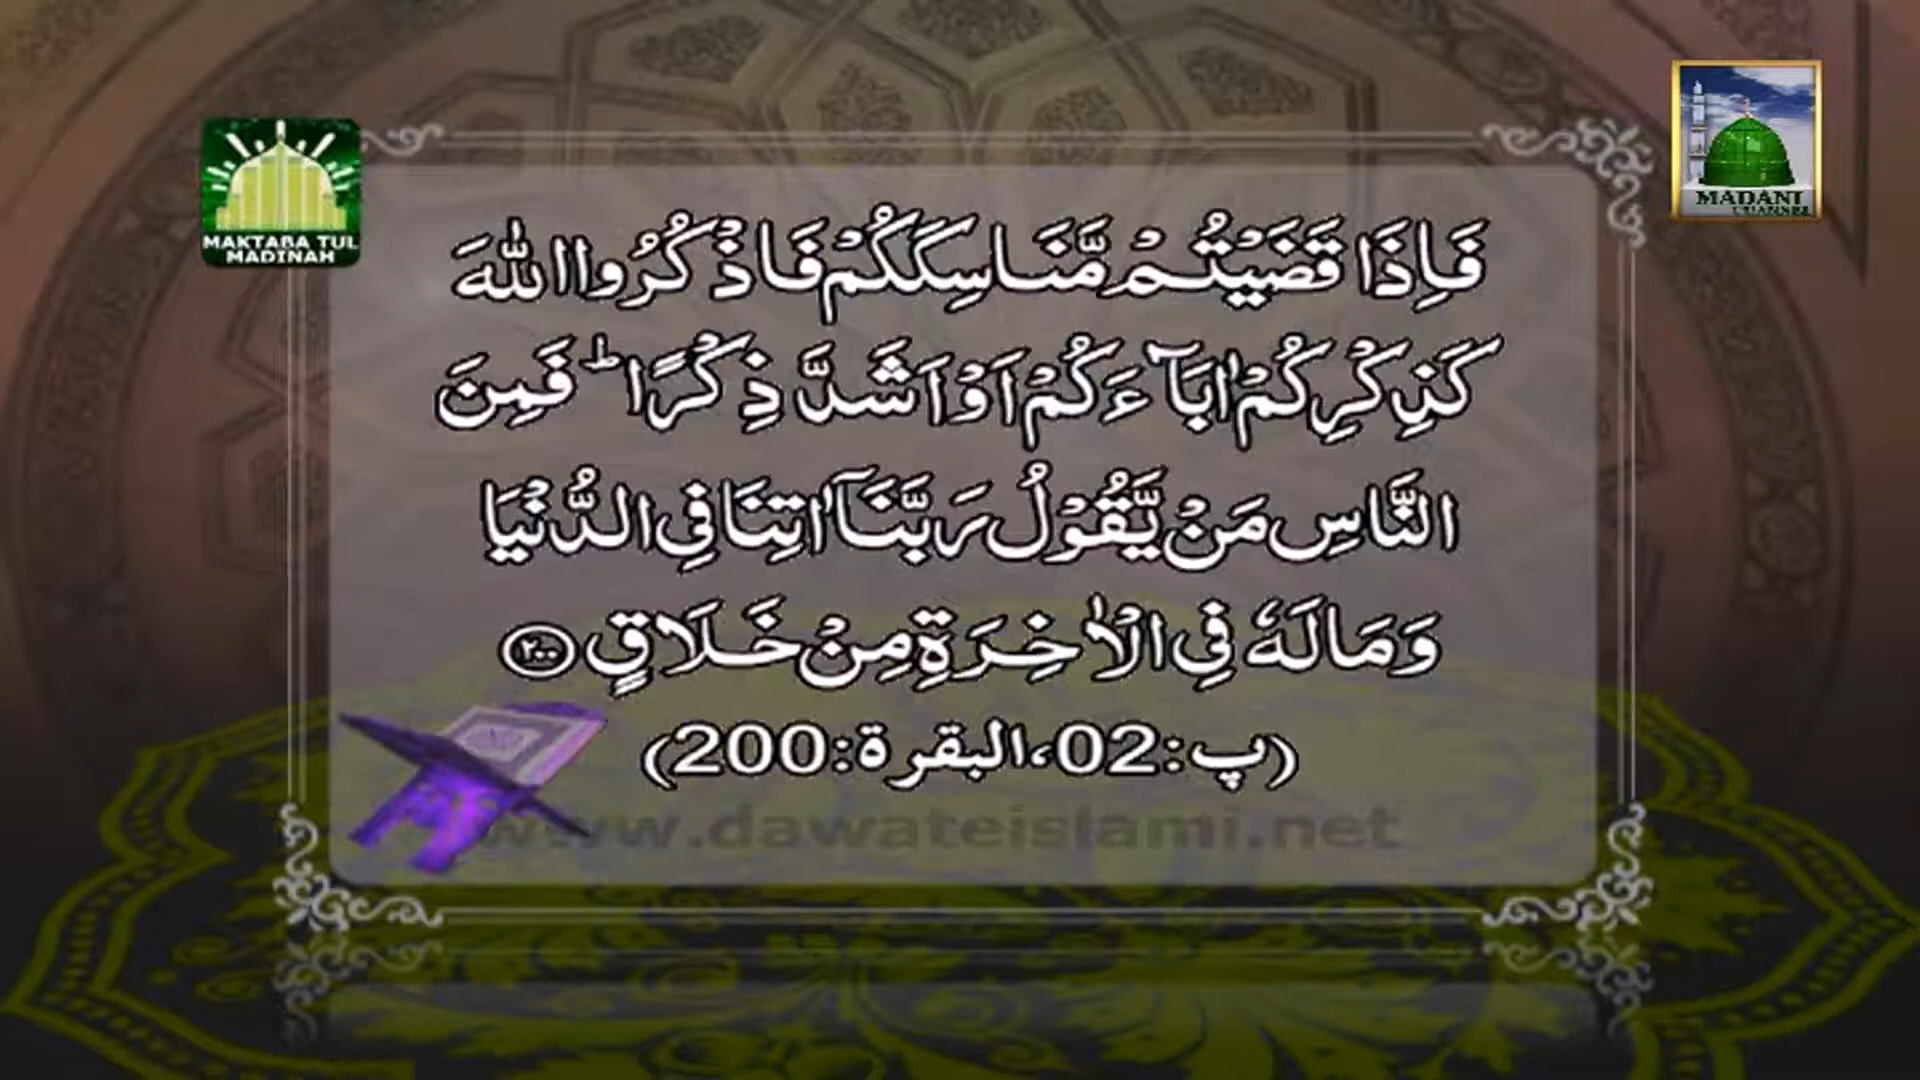 فَاِذَا قَضَيْتُمْ مَّنَاسِكَكُمْ فَاذْكُرُوا اللّٰهَ
كَذِكْرِكُمْ اٰبَآءَكُمْ اَوْ اَشَدَّ ذِكْرًا ؕ فَمِنَ
النَّاسِ مَنْ يَّقُوْلُ رَبَّنَاۤ اٰتِنَا فِی الدُّنْيَا
وَمَا لَهٗ فِی الْاٰخِرَةِ مِنْ خَلَاقٍ ﴿۲۰۰﴾
(پ:02،البقرة:200)
www.dawateislami.net
MAKTABA TUL
MADINAH
MADANI
CHANNEL